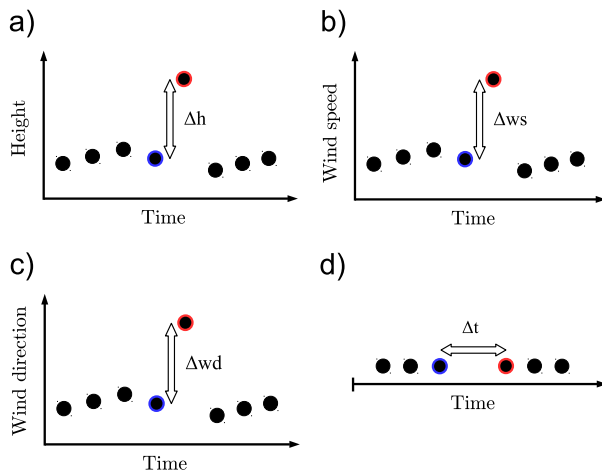 a)
Height
Δh
Time
b)
Wind speed
Δws
Time
c)
Wind direction
Δwd
Time
d)
Δt
Time